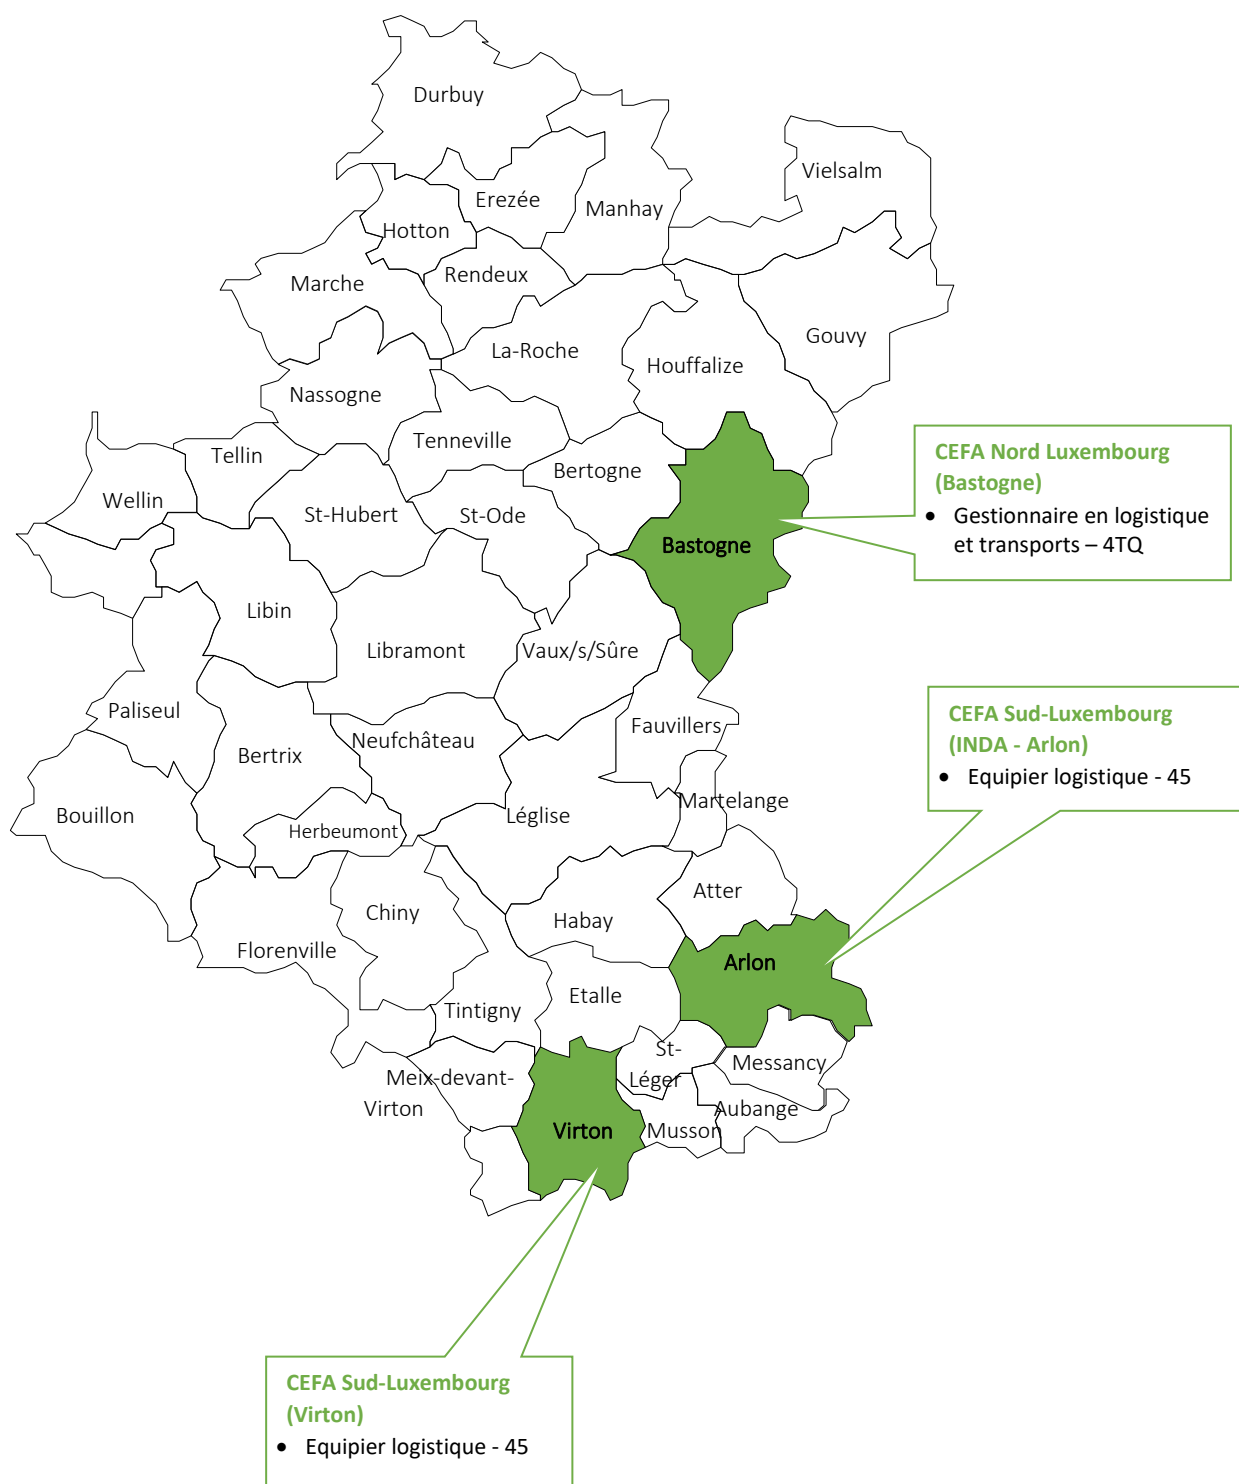 Durbuy
Vielsalm
Erezée
Manhay
Hotton
Rendeux
Marche
La-Roche
Gouvy
Houffalize
Nassogne
Tenneville
Tellin
Bertogne
Wellin
St-Hubert
St-Ode
Bastogne
CEFA Nord Luxembourg
(Bastogne)
• Gestionnaire en logistique
et transports – 4TQ
Libin
Libramont
Vaux/s/Sûre
Paliseul
Fauvillers
Neufchâteau
Bertrix
CEFA Sud-Luxembourg
(INDA - Arlon)
• Equipier logistique - 45
Martelange
Bouillon
Léglise
Herbeumont
Atter
Chiny
Habay
Florenville
Arlon
Etalle
Tintigny
St-
Léger
Messancy
Meix-devant-
Virton
Aubange
Virton
Musson
CEFA Sud-Luxembourg
(Virton)
• Equipier logistique - 45